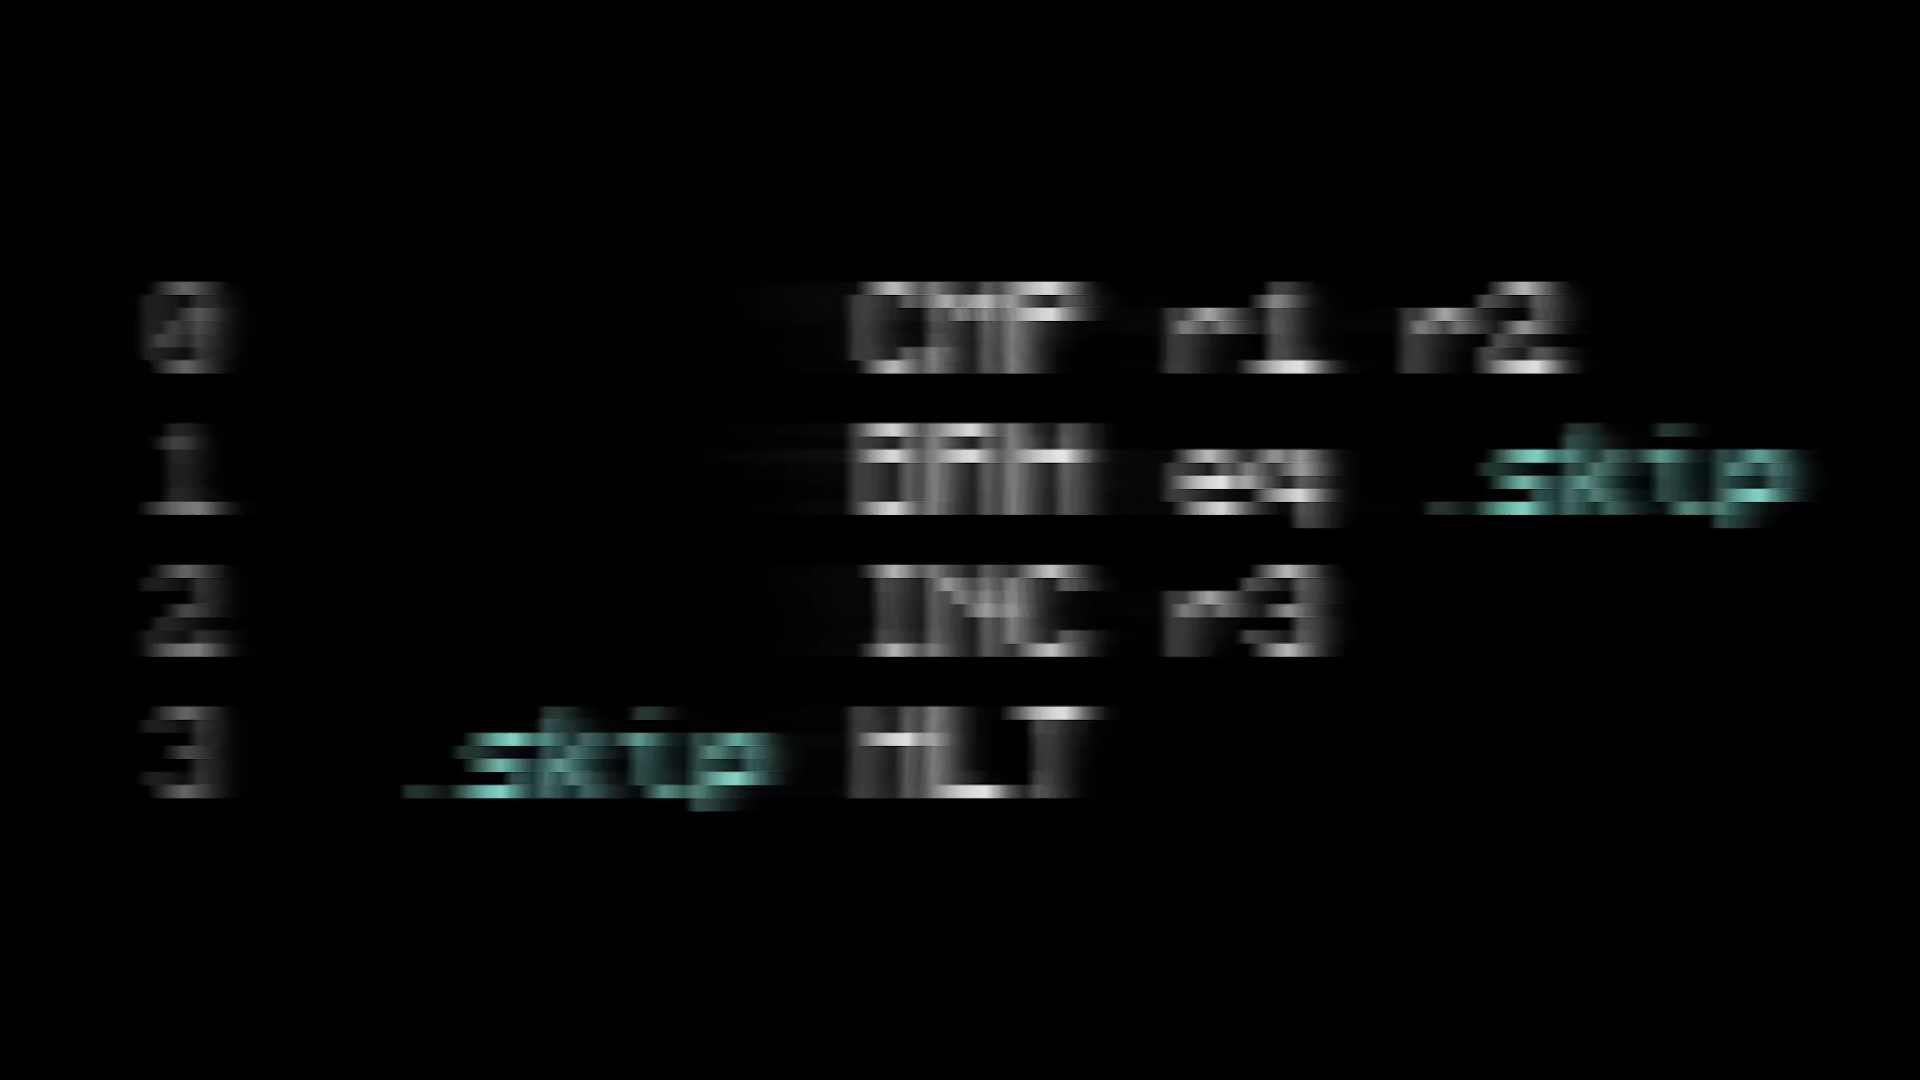 0 CMP r1 r2
1 BRH eq .skip
2 INC r3
3 .skip HLT